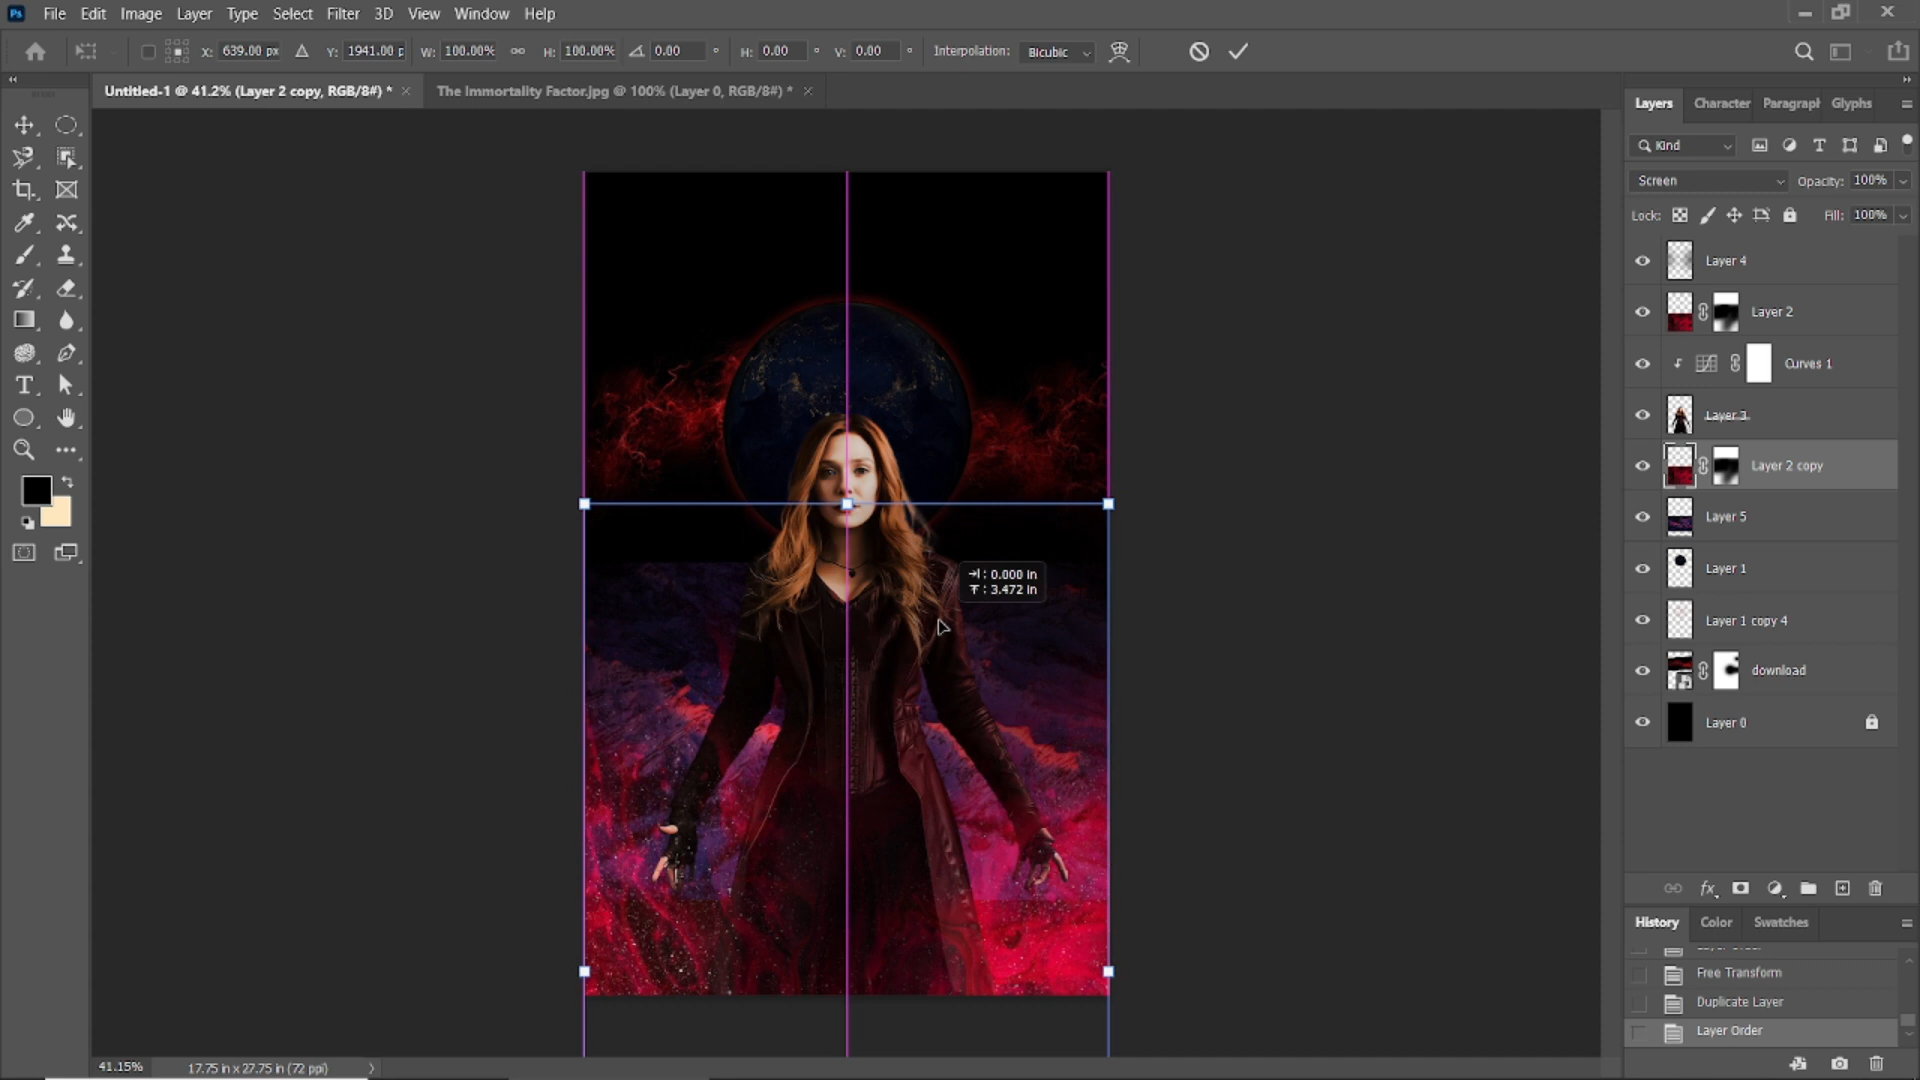 Ps File Edit Image Layer Type Select Filter 3D View Window Help
X: 639.00 px Y: 1941.00 p W: 100.00% H: 100.00% 0.00 ° H: 0.00 ° V: 0.00 ° Interpolation: Bicubic
Untitled-1 @ 41.2% (Layer 2 copy, RGB/8#) * The Immortality Factor.jpg @ 100% (Layer 0, RGB/8#) *
Layers Character Paragraph Glyphs
Kind
Screen Opacity: 100%
Lock: Fill: 100%
Layer 4
Layer 2
Curves 1
Layer 3
Layer 2 copy
Layer 5
Layer 1
Layer 1 copy 4
download
Layer 0
: 0.000 in
: 3.472 in
fx
History Color Swatches
Free Transform
Duplicate Layer
Layer Order
41.15% 17.75 in x 27.75 in (72 ppi)